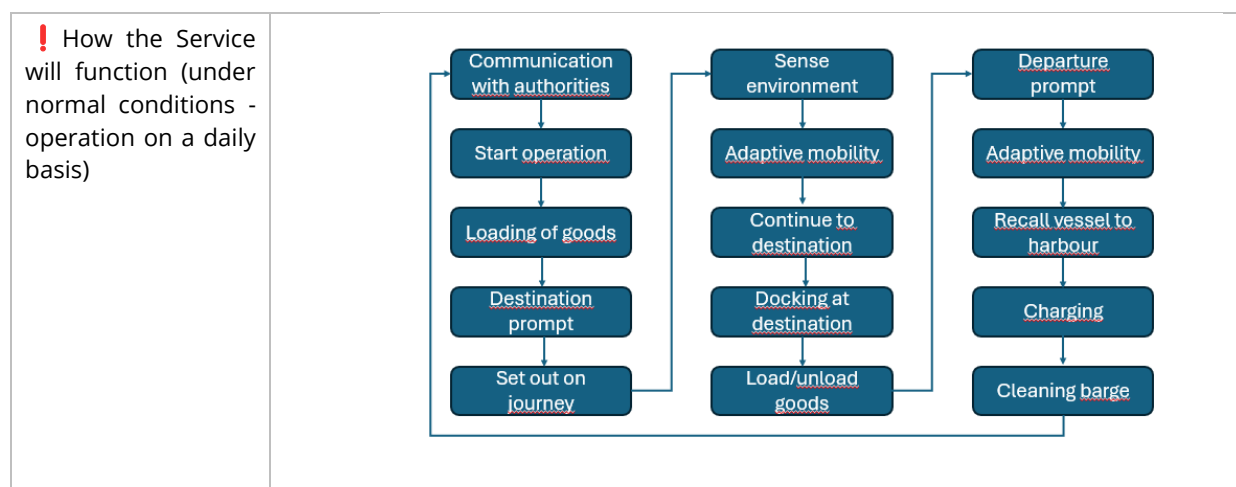 ❗ How the Service
will function (under
normal conditions -
operation on a daily
basis)
Communication
with authorities
Start operation
Loading of goods
Destination
prompt
Set out on
journey
Sense
environment
Adaptive mobility
Continue to
destination
Docking at
destination
Load/unload
goods
Departure
prompt
Adaptive mobility
Recall vessel to
harbour
Charging
Cleaning barge